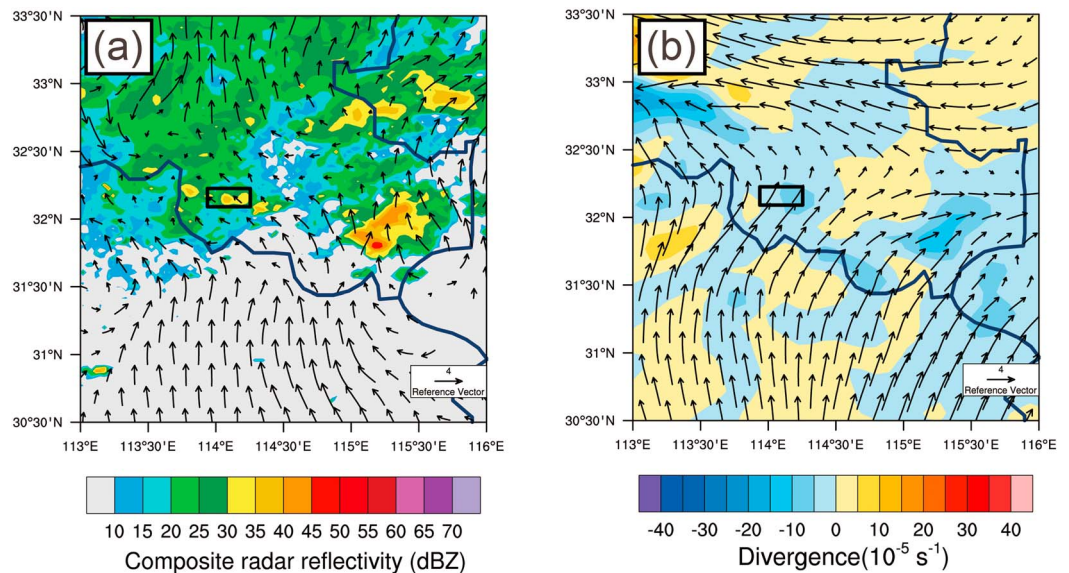 (a)
33°30'N
33°N
32°30'N
32°N
31°30'N
31°N
30°30'N
113°E
113°30'E
114°E
114°30'E
115°E
115°30'E
116°E
4
Reference Vector
10 15 20 25 30 35 40 45 55 60 65 70
Composite radar reflectivity (dBZ)
(b)
33°30'N
33°N
32°30'N
32°N
31°30'N
31°N
30°30'N
113°E
113°30'E
114°E
114°30'E
115°E
115°30'E
116°E
4
Reference Vector
-40 -30 -20 -10 0 10 20 30 40
Divergence(10⁻⁵ s⁻¹)